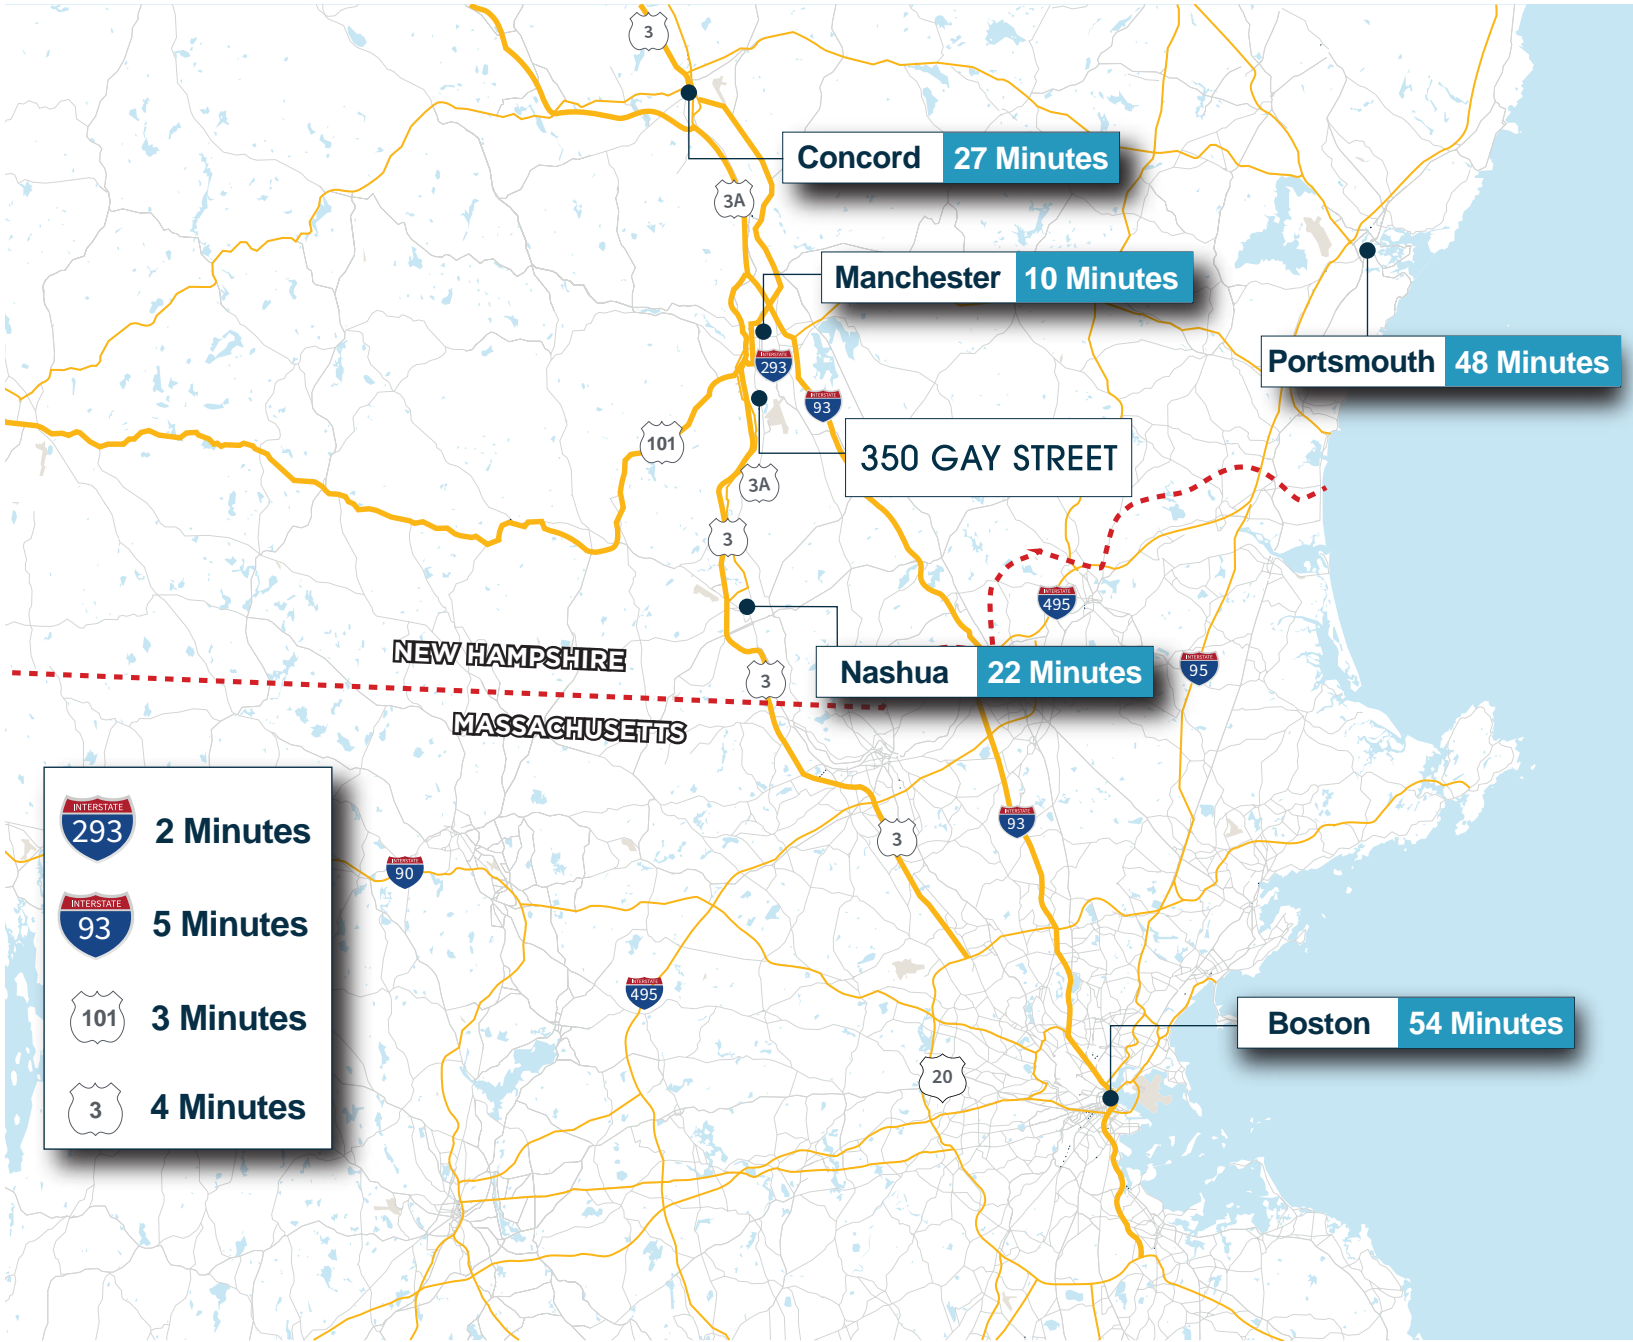 3
Concord 27 Minutes
3A
Manchester 10 Minutes
INTERSTATE
293
Portsmouth 48 Minutes
INTERSTATE
93
101
350 GAY STREET
3A
3
INTERSTATE
495
NEW HAMPSHIRE
Nashua 22 Minutes
INTERSTATE
95
3
MASSACHUSETTS
INTERSTATE
293 2 Minutes
INTERSTATE
93
3
INTERSTATE
90
INTERSTATE
93 5 Minutes
INTERSTATE
495
101 3 Minutes
Boston 54 Minutes
20
3 4 Minutes